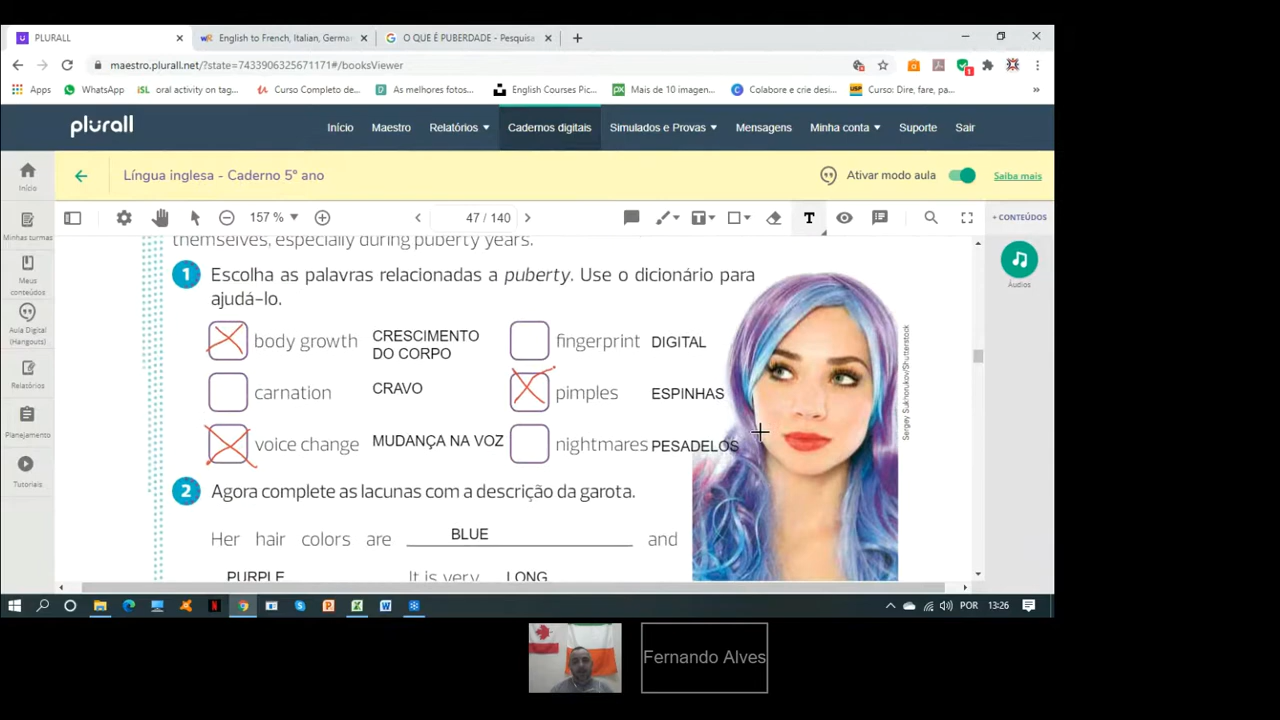 PLURALL
English to French, Italian, German
O QUE É PUBERDADE - Pesquisa
maestro.plurall.net/?state=7433906325671171#/booksViewer
Apps
WhatsApp
oral activity on tag...
Curso Completo de...
As melhores fotos...
English Courses Pic...
Mais de 10 imagen...
Colabore e crie desi...
Curso: Dire, fare, pa...
plurall
Início
Maestro
Relatórios
Cadernos digitais
Simulados e Provas
Mensagens
Minha conta
Suporte
Sair
Língua inglesa - Caderno 5º ano
Ativar modo aula
Saiba mais
157 %
47 / 140
+ CONTEÚDOS
Áudios
Início
Minhas turmas
Meus conteúdos
Aula Digital (Hangouts)
Relatórios
Planejamento
Tutoriais
themselves, especially during puberty years.
1 Escolha as palavras relacionadas a puberty. Use o dicionário para
ajudá-lo.
body growth CRESCIMENTO DO CORPO
fingerprint DIGITAL
carnation CRAVO
pimples ESPINHAS
voice change MUDANÇA NA VOZ
nightmares PESADELOS
Sergey Sukhorukov/Shutterstock
2 Agora complete as lacunas com a descrição da garota.
Her hair colors are BLUE and
PURPLE It is very LONG
POR 13:26
Fernando Alves